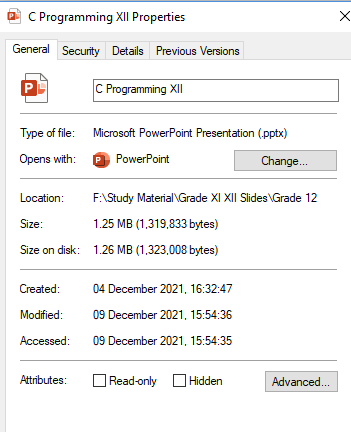 C Programming XII Properties
General Security Details Previous Versions
C Programming XII
Type of file: Microsoft PowerPoint Presentation (.pptx)
Opens with: PowerPoint Change...
Location: F:\Study Material\Grade XI XII Slides\Grade 12
Size: 1.25 MB (1,319,833 bytes)
Size on disk: 1.26 MB (1,323,008 bytes)
Created: 04 December 2021, 16:32:47
Modified: 09 December 2021, 15:54:36
Accessed: 09 December 2021, 15:54:35
Attributes: Read-only Hidden Advanced...